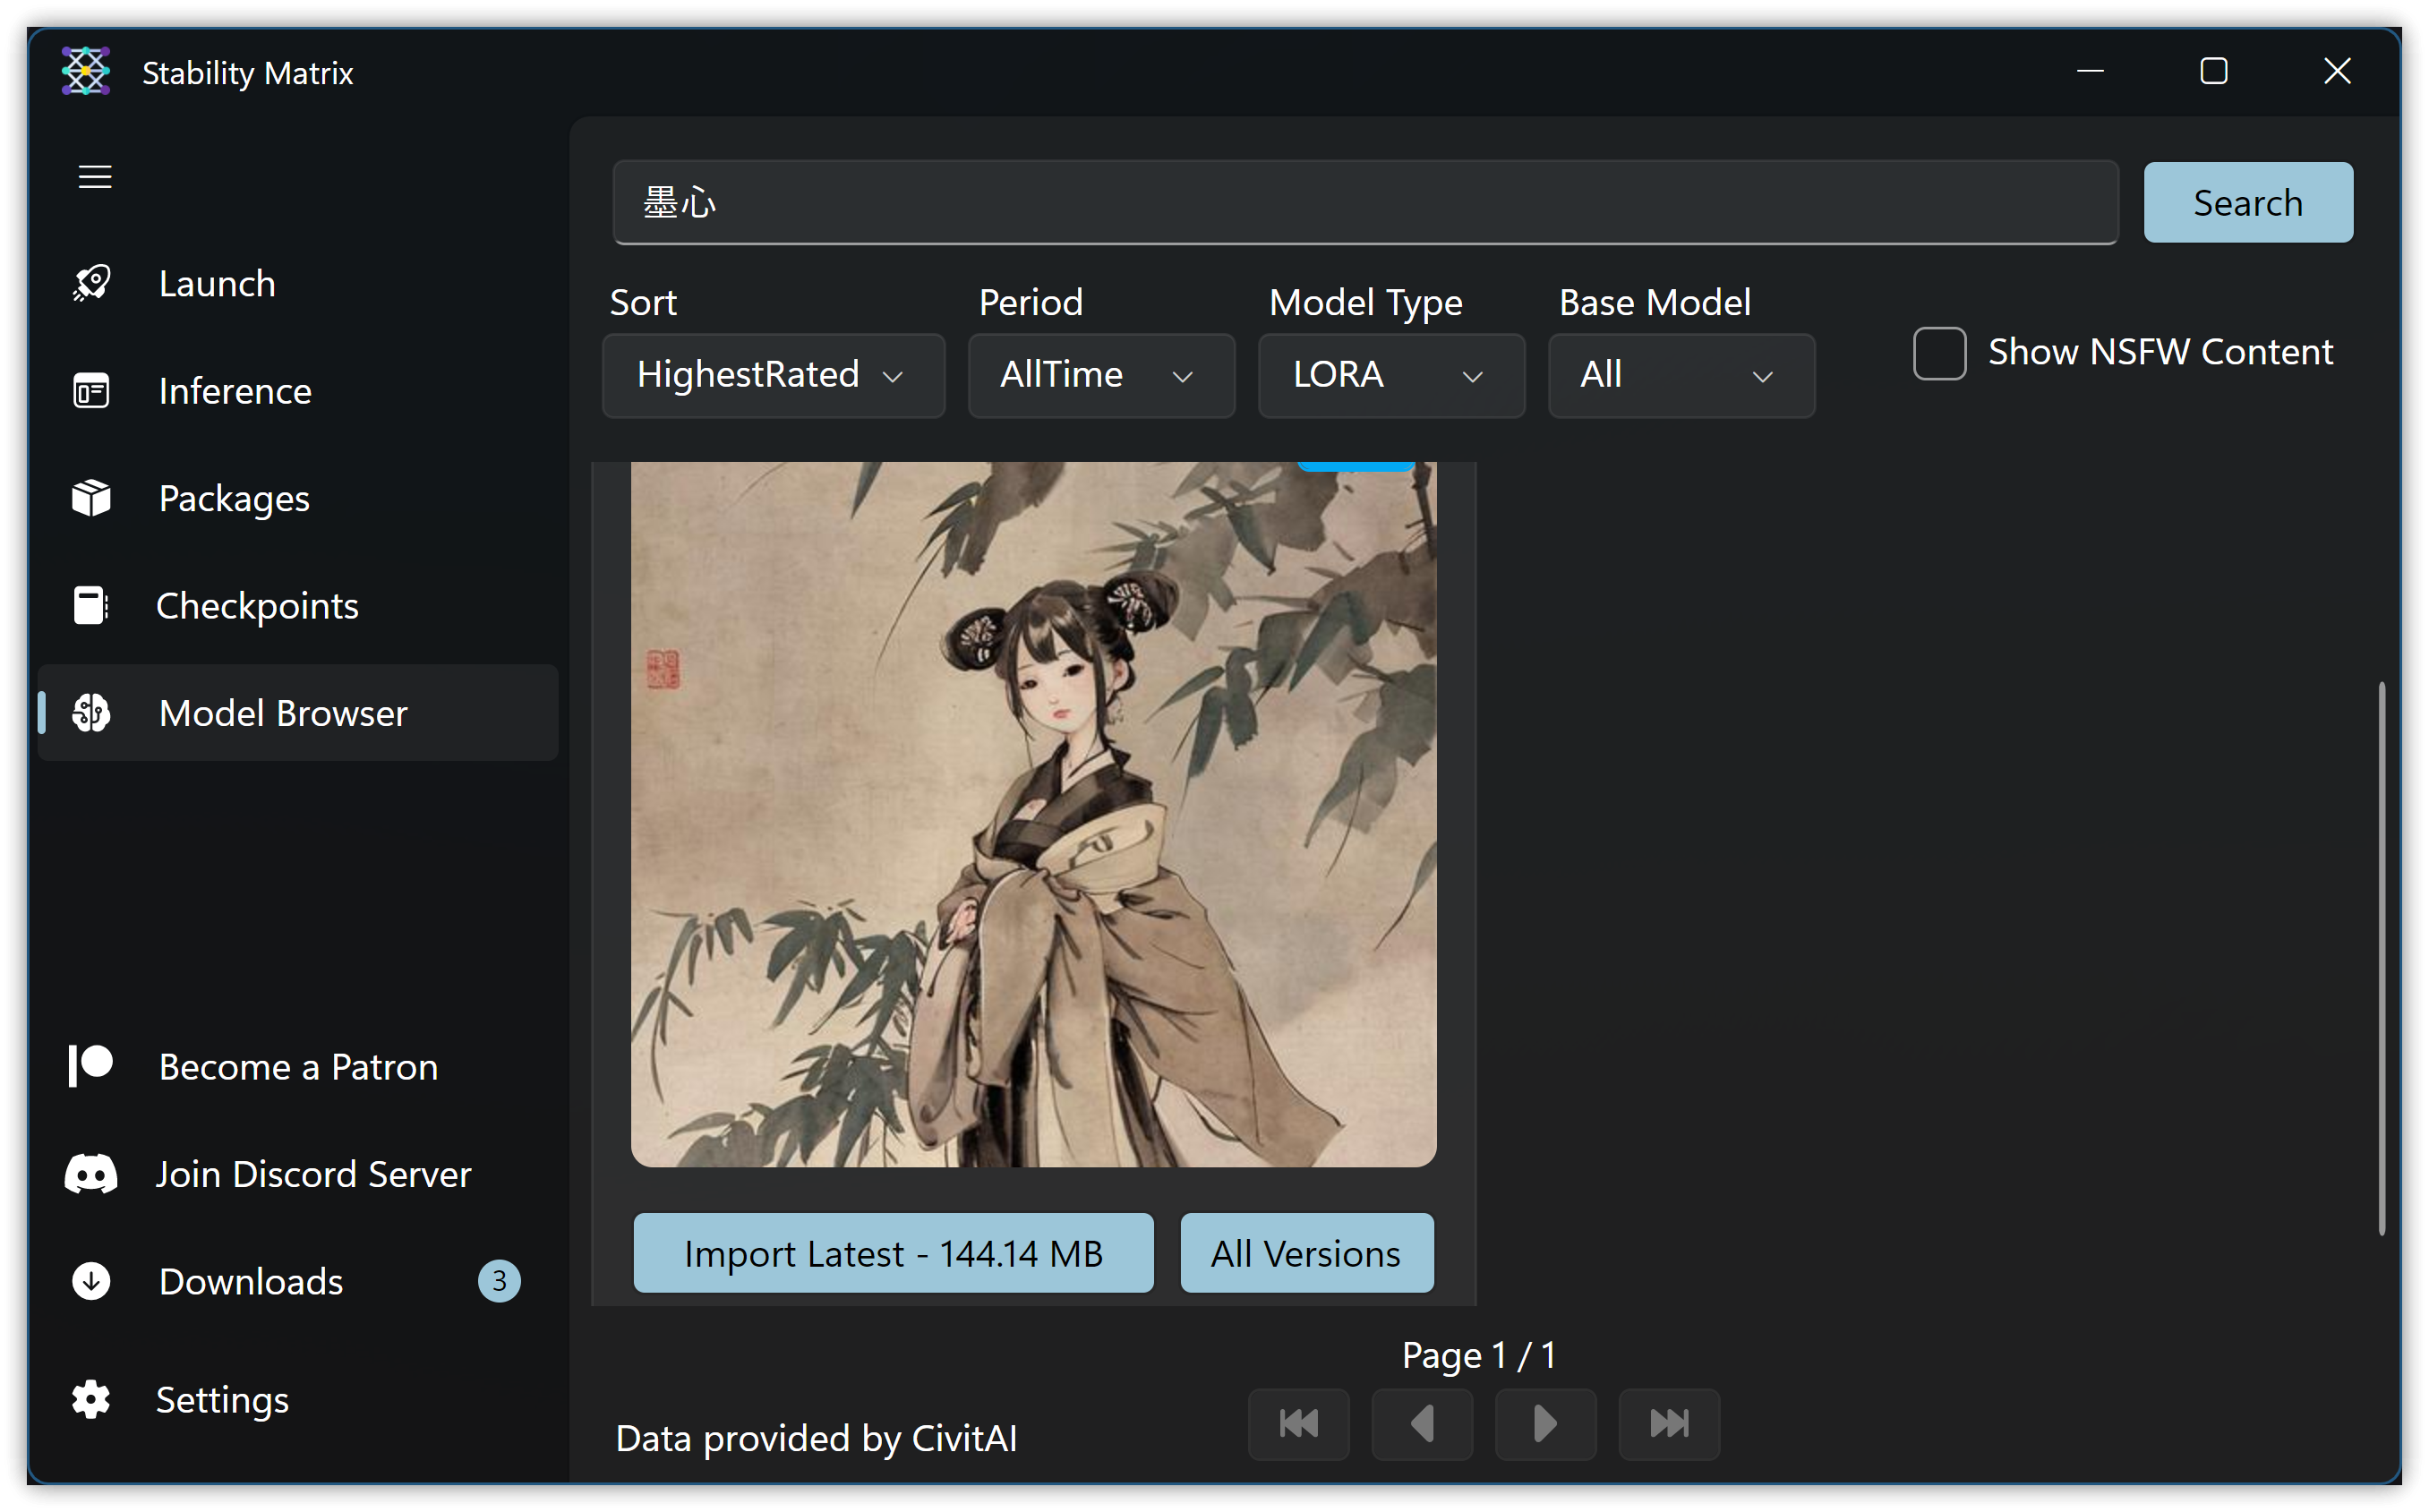 Stability Matrix
墨心
Search
Launch
Inference
Packages
Checkpoints
Model Browser
Become a Patron
Join Discord Server
Downloads 3
Settings
Sort Period Model Type Base Model
HighestRated AllTime LORA All Show NSFW Content
Import Latest - 144.14 MB All Versions
Page 1 / 1
Data provided by CivitAI